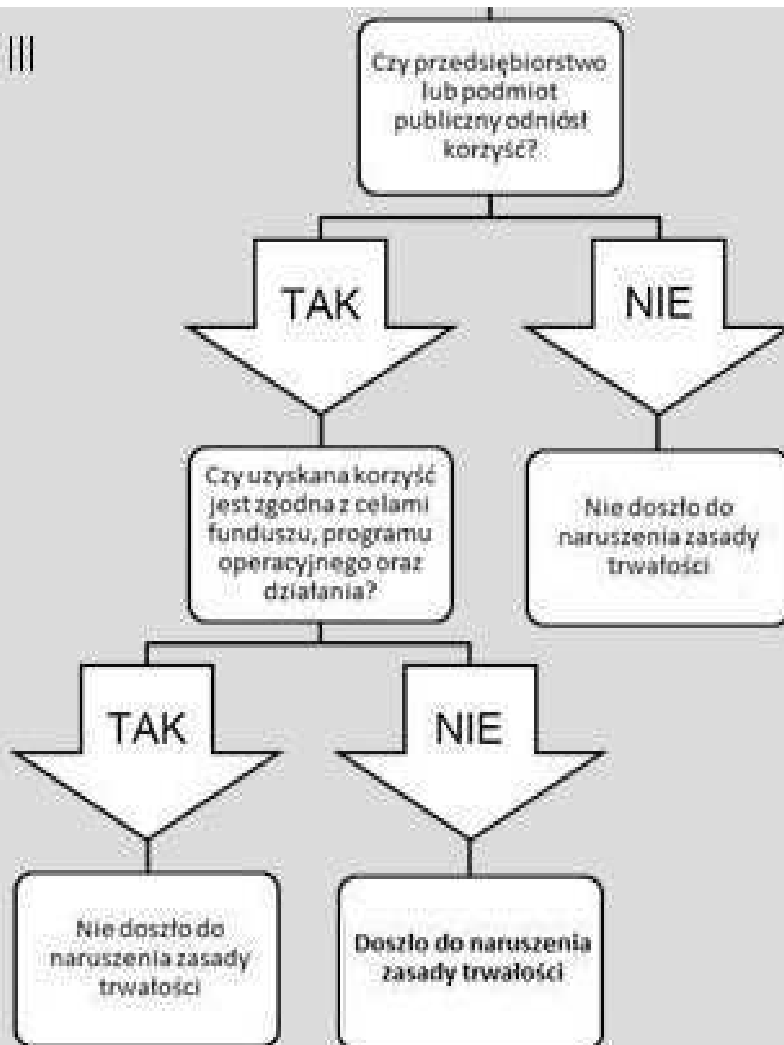 III
Czy przedsiębiorstwo
lub podmiot
publiczny odniósł
korzyść?
TAK
NIE
Czy uzyskana korzyść
jest zgodna z celami
funduszu, programu
operacyjnego oraz
działania?
Nie doszło do
naruszenia zasady
trwałości
TAK
NIE
Nie doszło do
naruszenia zasady
trwałości
Doszło do naruszenia
zasady trwałości